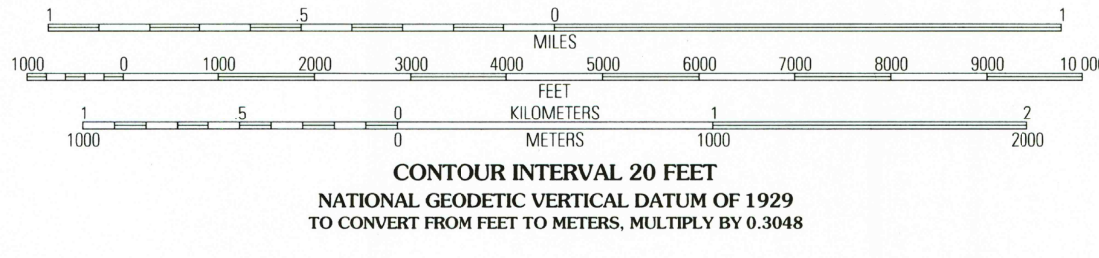 1 .5 0 1
MILES
1000 0 1000 2000 3000 4000 5000 6000 7000 8000 9000 10 000
FEET
1 .5 0 KILOMETERS 1 2
1000 0 METERS 1000 2000
CONTOUR INTERVAL 20 FEET
NATIONAL GEODETIC VERTICAL DATUM OF 1929
TO CONVERT FROM FEET TO METERS, MULTIPLY BY 0.3048